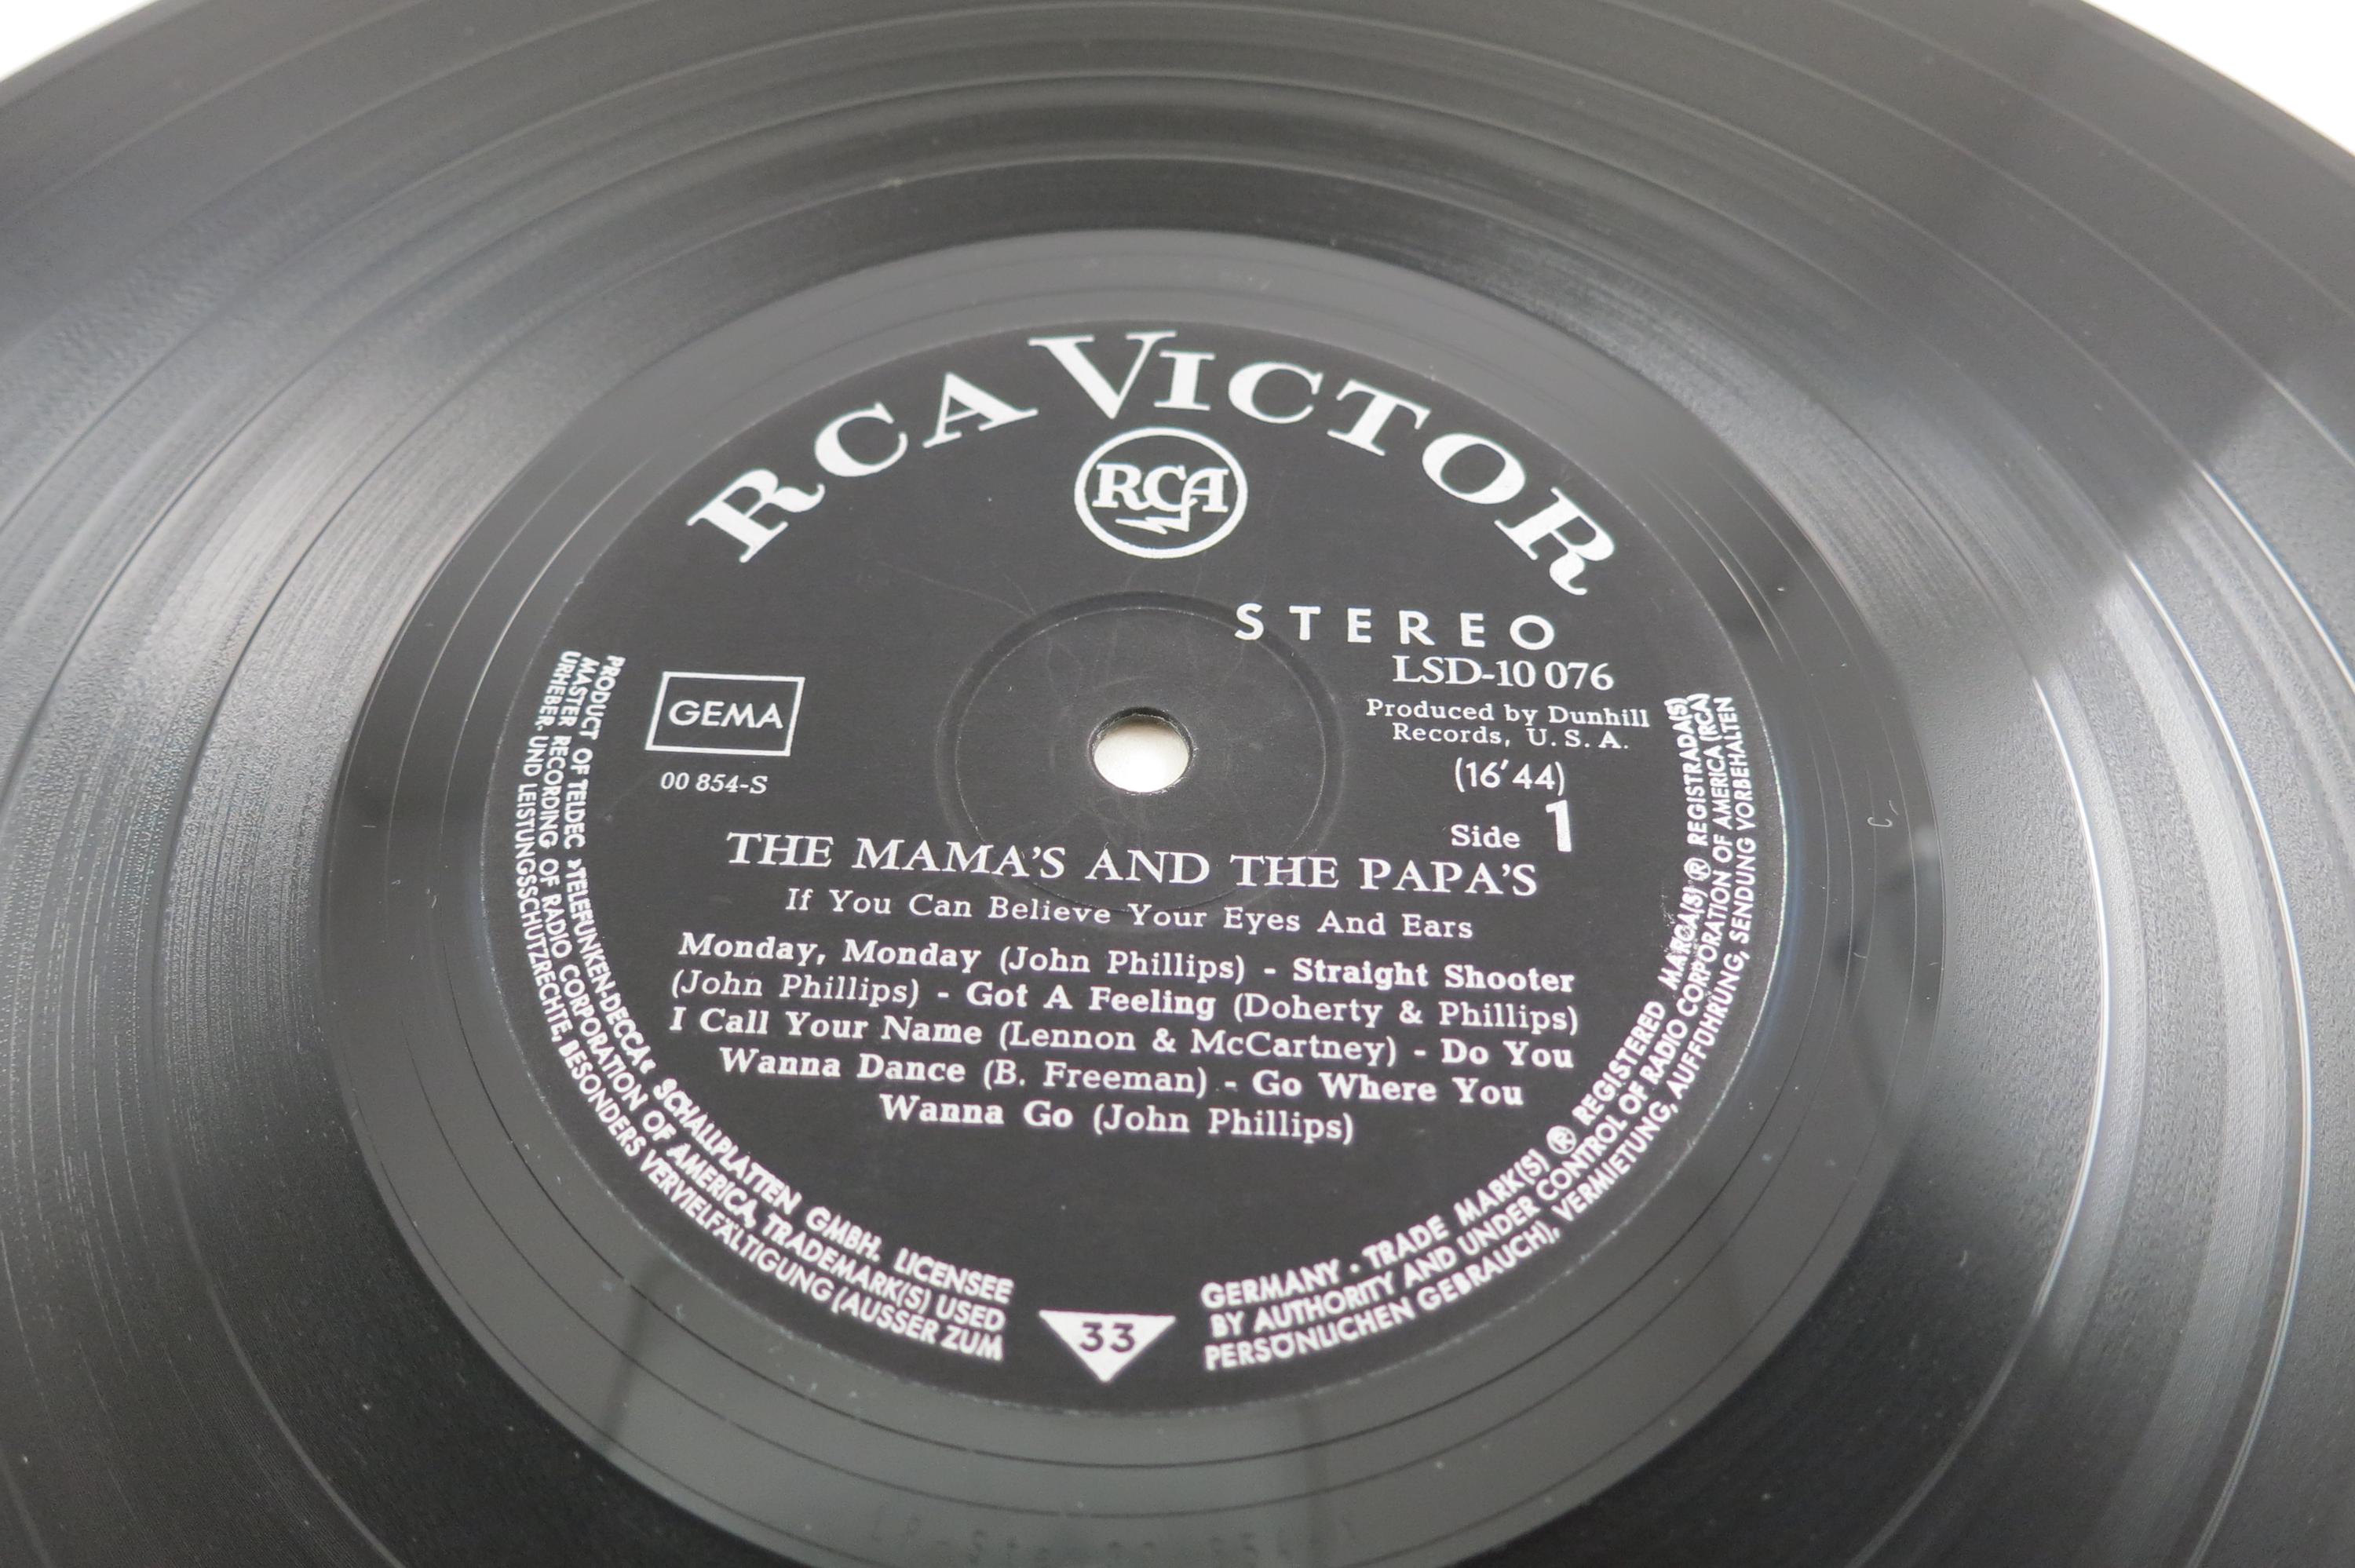 RCA VICTOR
RCA
STEREO
LSD-10 076
Produced by Dunhill
Records, U. S. A.
(16′44)
Side 1
GEMA
00 854-S
THE MAMA'S AND THE PAPA'S
If You Can Believe Your Eyes And Ears
Monday, Monday (John Phillips) - Straight Shooter
(John Phillips) - Got A Feeling (Doherty & Phillips)
I Call Your Name (Lennon & McCartney) - Do You
Wanna Dance (B. Freeman) - Go Where You
Wanna Go (John Phillips)
PRODUCT OF TELDEC »TELEFUNKEN-DECCA« SCHALLPLATTEN GMBH. LICENSEE
MASTER RECORDING OF RADIO CORPORATION OF AMERICA, TRADEMARK(S) USED
URHEBER- UND LEISTUNGSSCHUTZRECHTE, BESONDERS VERVIELFÄLTIGUNG (AUSSER ZUM
33
GERMANY • TRADE MARK(S) ® REGISTERED MARCA(S) ® REGISTRADA(S)
BY AUTHORITY AND UNDER CONTROL OF RADIO CORPORATION OF AMERICA (RCA)
PERSÖNLICHEN GEBRAUCH), VERMIETUNG, AUFFÜHRUNG, SENDUNG VORBEHALTEN